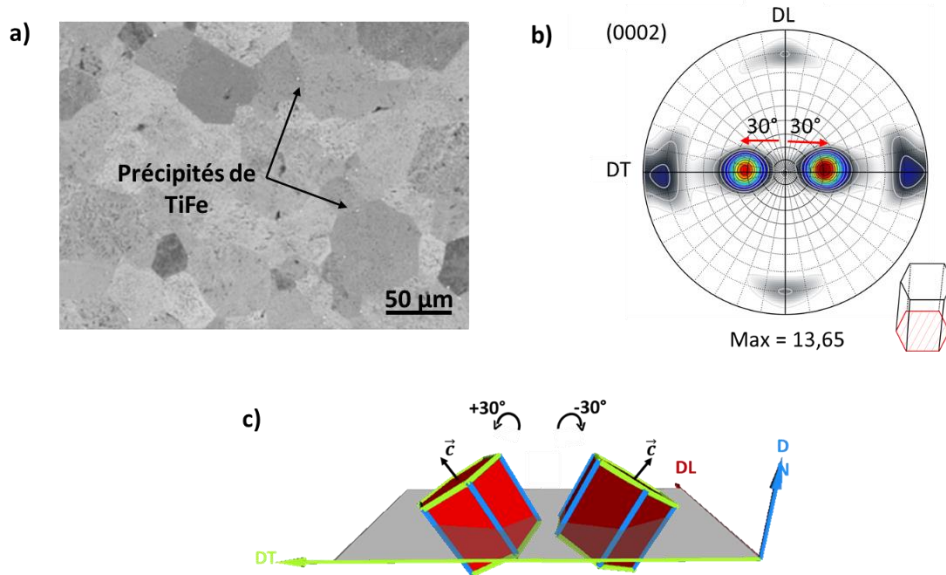 a)
Précipités de
TiFe
50 µm
b)
(0002)
DL
30° 30°
DT
Max = 13,65
c)
+30° -30°
c⃗ c⃗
DL
D
N
DT